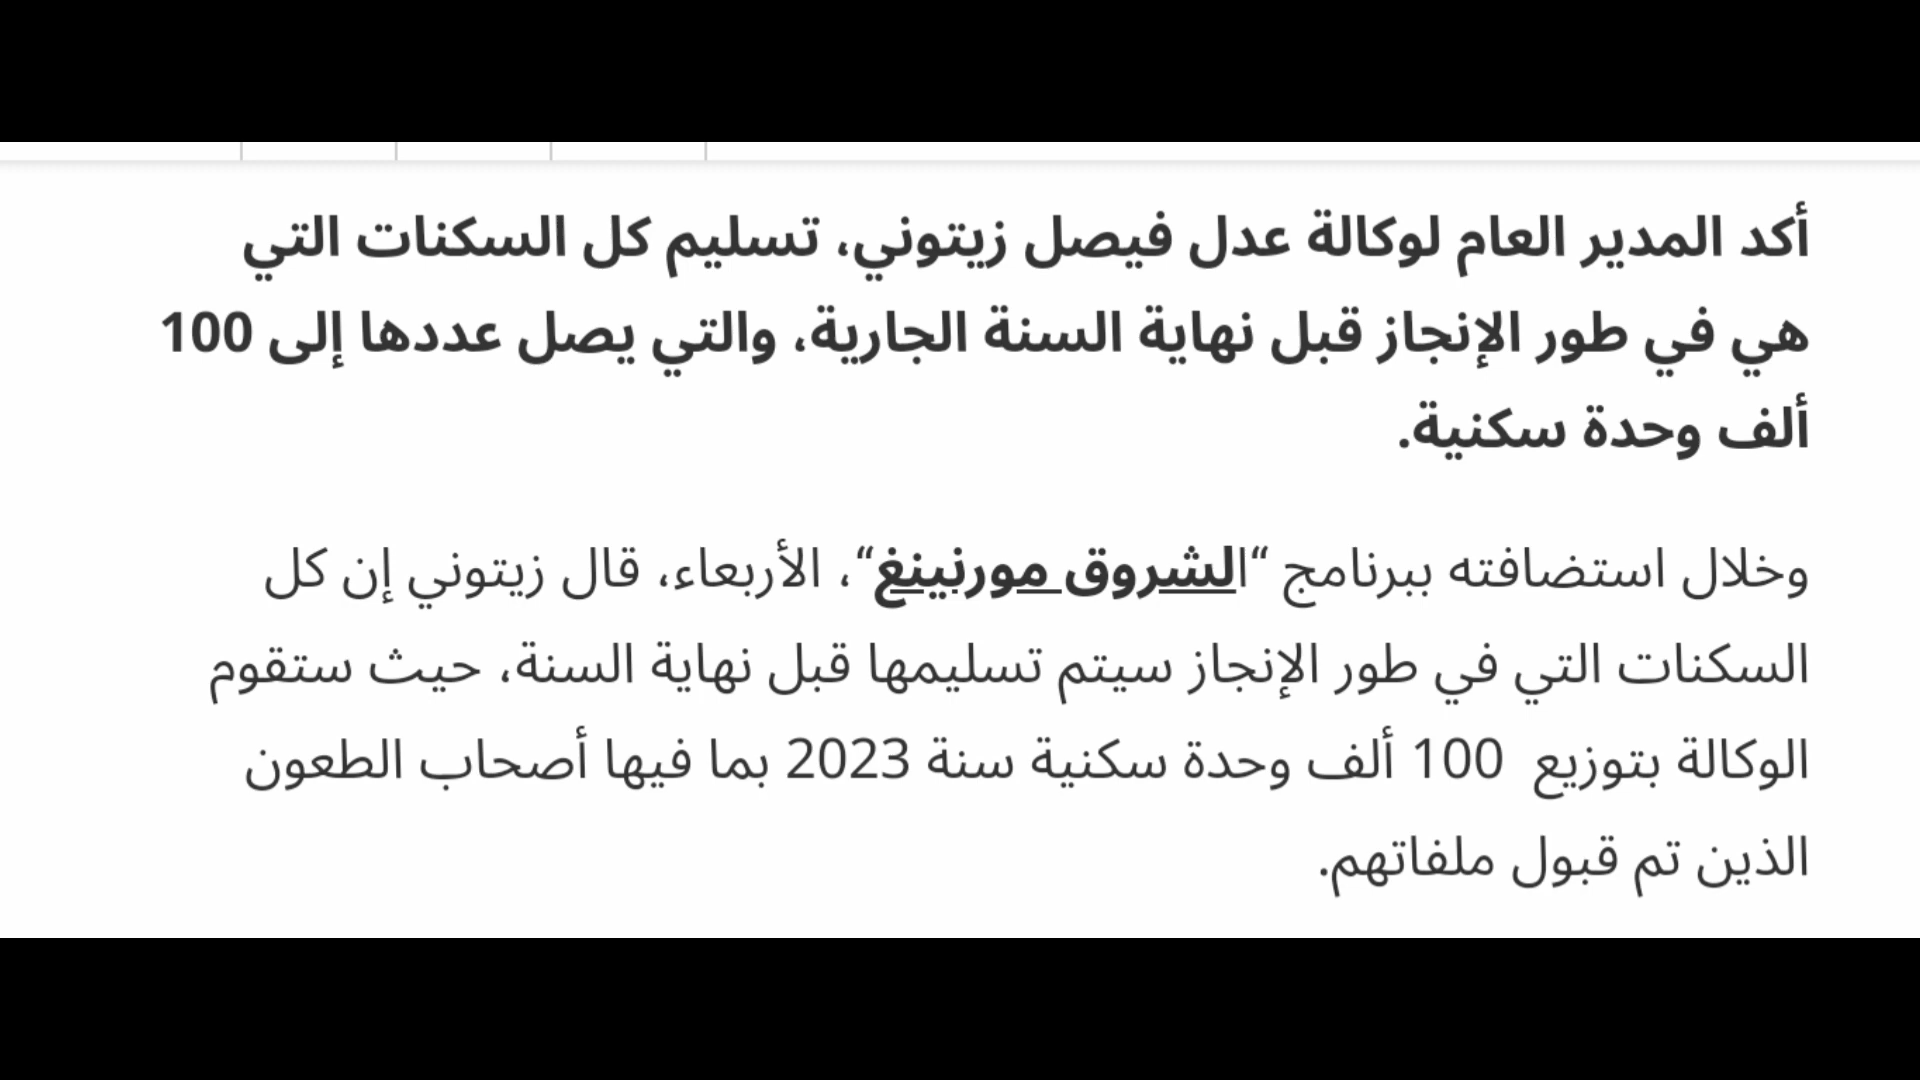 أكد المدير العام لوكالة عدل فيصل زيتوني، تسليم كل السكنات التي
هي في طور الإنجاز قبل نهاية السنة الجارية، والتي يصل عددها إلى 100
ألف وحدة سكنية.
وخلال استضافته ببرنامج “الشروق مورنينغ“، الأربعاء، قال زيتوني إن كل
السكنات التي في طور الإنجاز سيتم تسليمها قبل نهاية السنة، حيث ستقوم
الوكالة بتوزيع 100 ألف وحدة سكنية سنة 2023 بما فيها أصحاب الطعون
الذين تم قبول ملفاتهم.